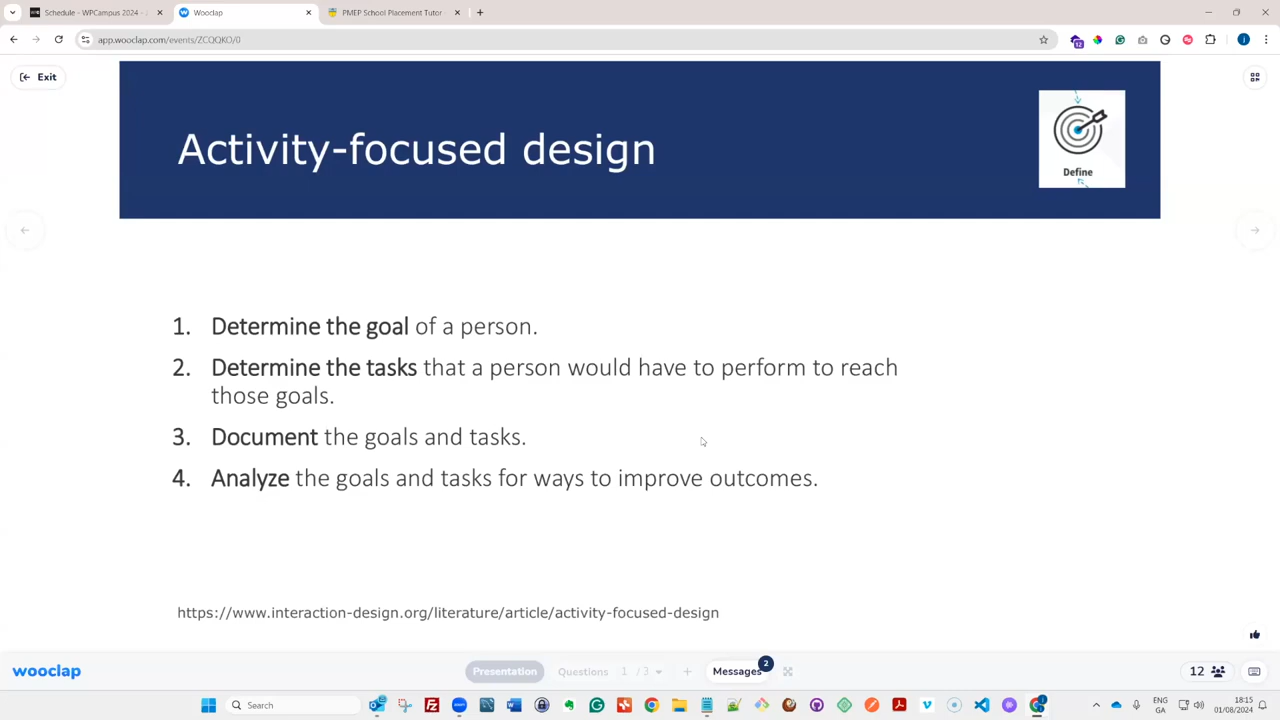 Schedule - WPCampus 2024 -
Wooclap
PMEP School Placement Tutor
app.wooclap.com/events/ZCQQKO/0
12
i
Exit
Activity-focused design
Define
1. Determine the goal of a person.
2. Determine the tasks that a person would have to perform to reach
those goals.
3. Document the goals and tasks.
4. Analyze the goals and tasks for ways to improve outcomes.
https://www.interaction-design.org/literature/article/activity-focused-design
wooclap
Presentation
Questions 1 / 3
+
Messages 2
12
Search
ENG
GA
18:15
01/08/2024